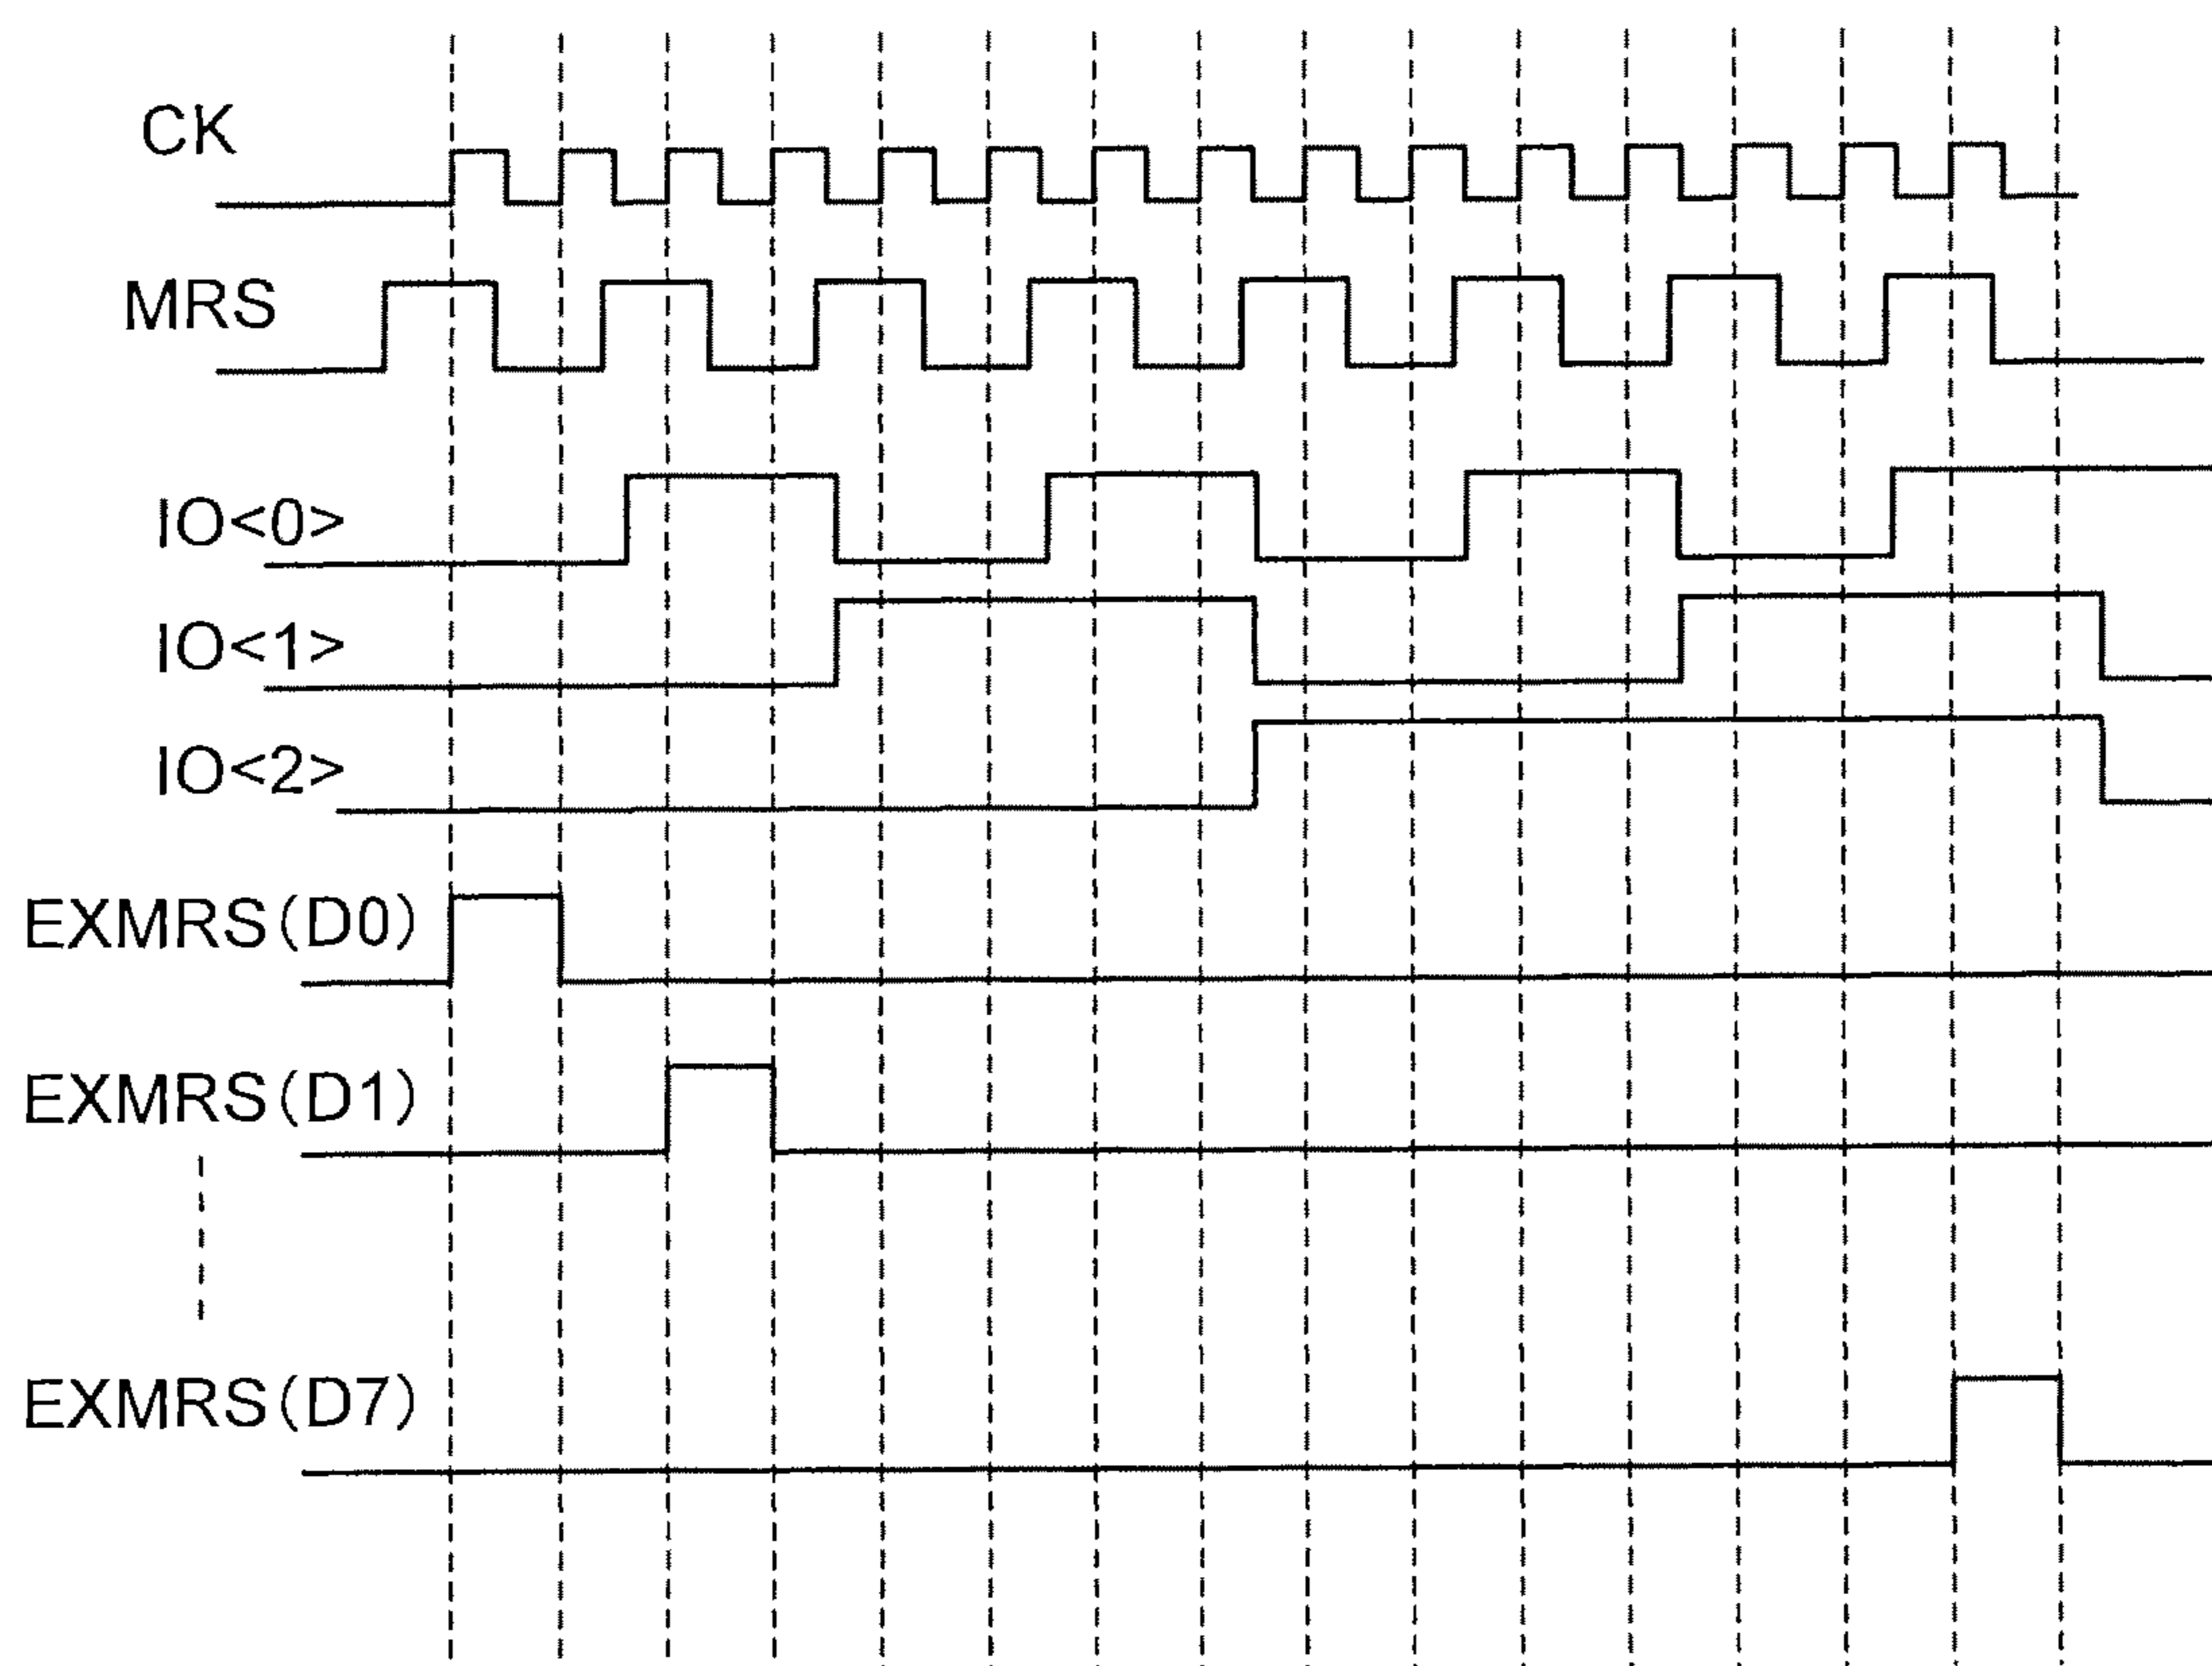 CK
MRS
IO<0>
IO<1>
IO<2>
EXMRS(D0)
EXMRS(D1)
EXMRS(D7)